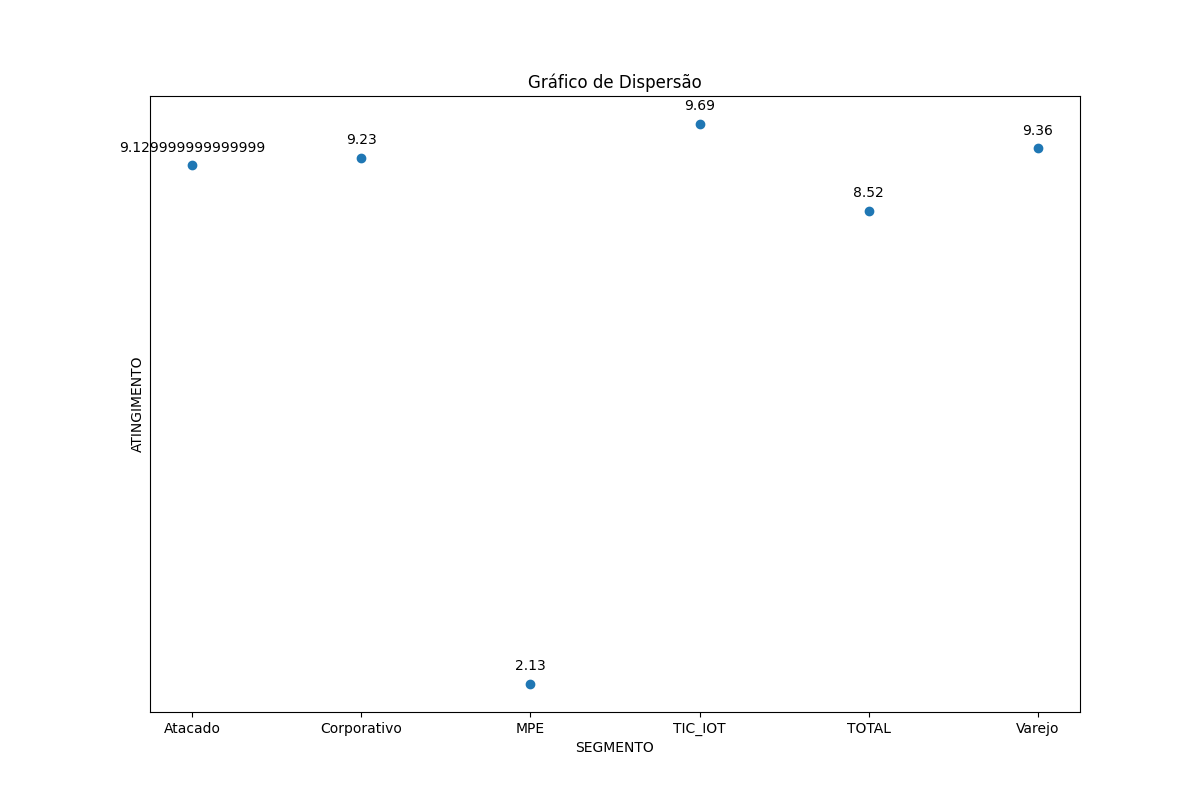 Gráfico de Dispersão
9.69
9.36
9.23
9.129999999999999
8.52
2.13
ATINGIMENTO
Atacado Corporativo MPE TIC_IOT TOTAL Varejo
SEGMENTO